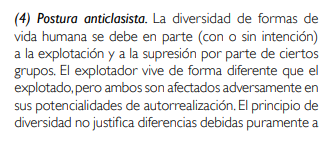 (4) Postura anticlasista. La diversidad de formas de
vida humana se debe en parte (con o sin intención)
a la explotación y a la supresión por parte de ciertos
grupos. El explotador vive de forma diferente que el
explotado, pero ambos son afectados adversamente en
sus potencialidades de autorrealización. El principio de
diversidad no justifica diferencias debidas puramente a